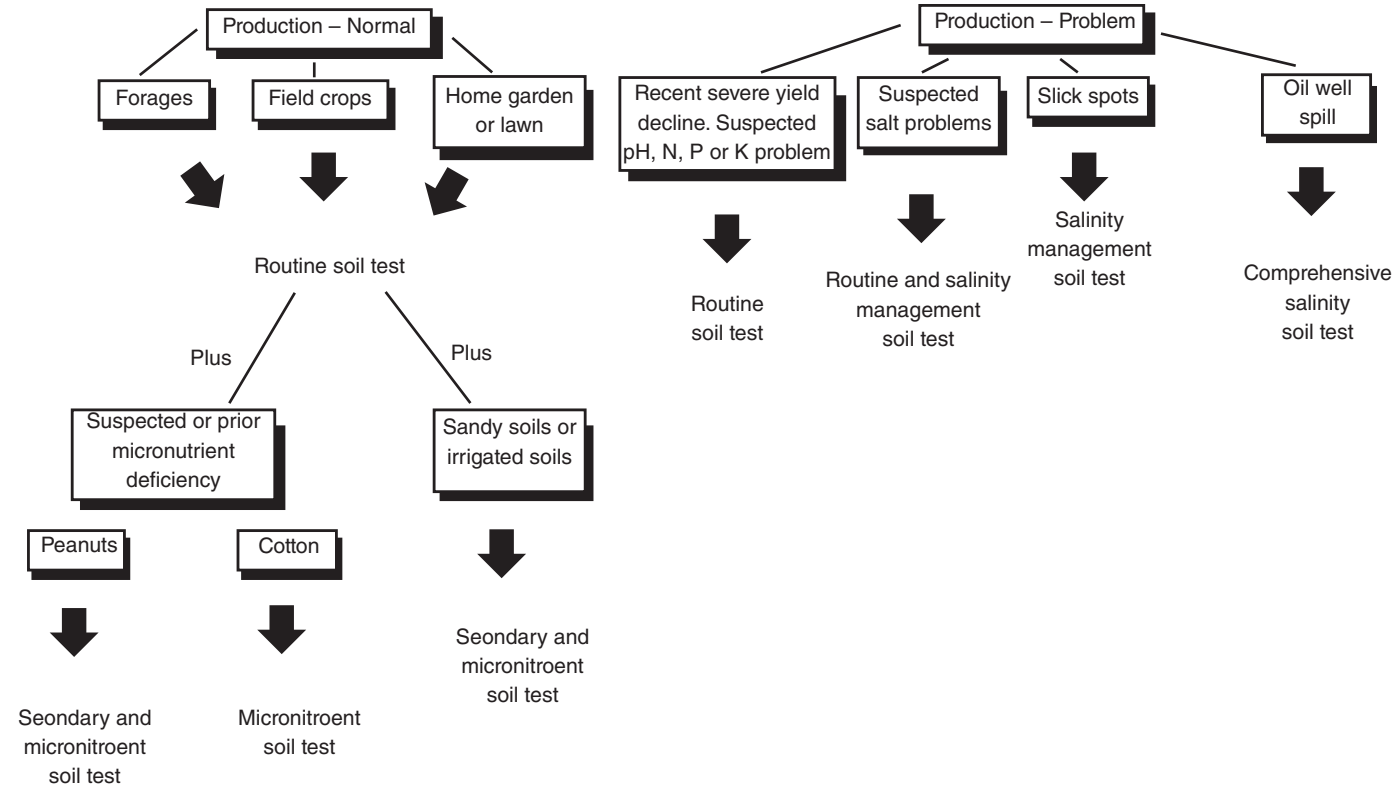 Production – Normal
Forages
Field crops
Home garden
or lawn
Routine soil test
Plus
Plus
Suspected or prior
micronutrient
deficiency
Sandy soils or
irrigated soils
Peanuts
Cotton
Seondary and
micronitroent
soil test
Micronitroent
soil test
Seondary and
micronitroent
soil test
Production – Problem
Recent severe yield
decline. Suspected
pH, N, P or K problem
Suspected
salt problems
Slick spots
Oil well
spill
Routine
soil test
Routine and salinity
management
soil test
Salinity
management
soil test
Comprehensive
salinity
soil test